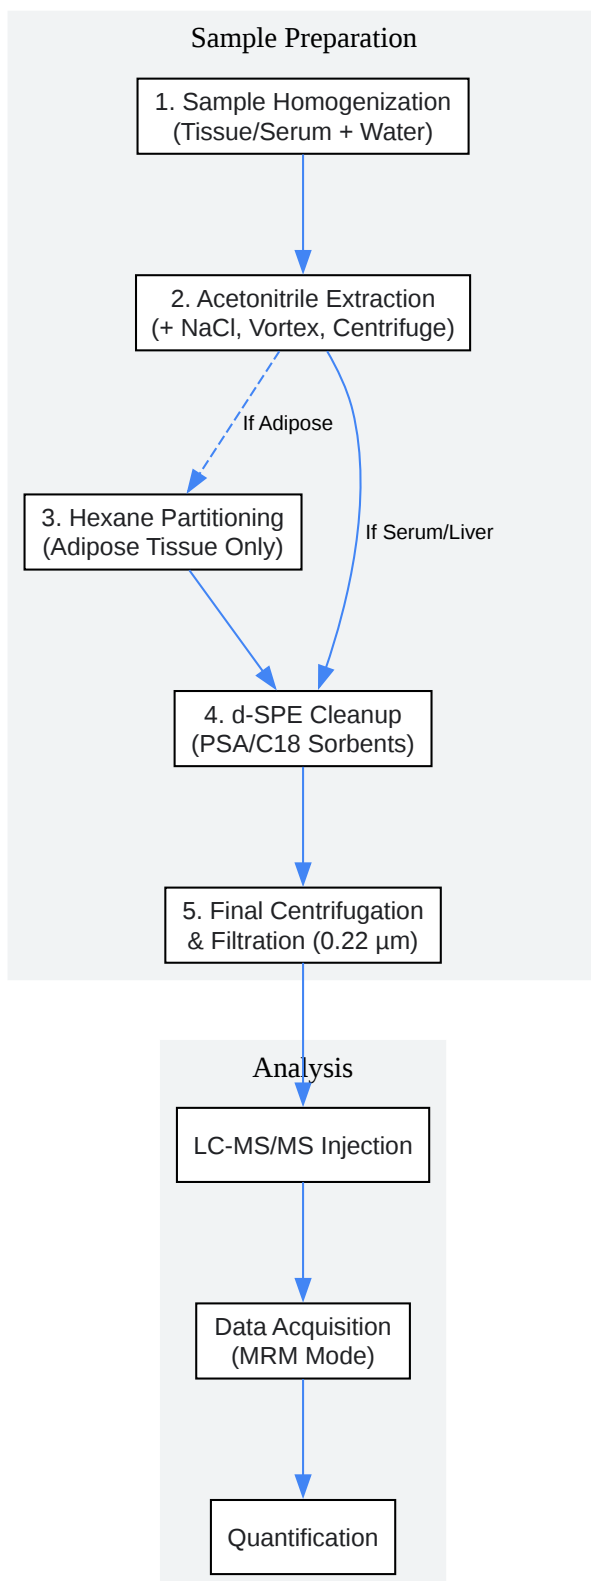 Sample Preparation
1. Sample Homogenization
(Tissue/Serum + Water)
2. Acetonitrile Extraction
(+ NaCl, Vortex, Centrifuge)
If Adipose
3. Hexane Partitioning
(Adipose Tissue Only)
If Serum/Liver
4. d-SPE Cleanup
(PSA/C18 Sorbents)
5. Final Centrifugation
& Filtration (0.22 µm)
Analysis
LC-MS/MS Injection
Data Acquisition
(MRM Mode)
Quantification